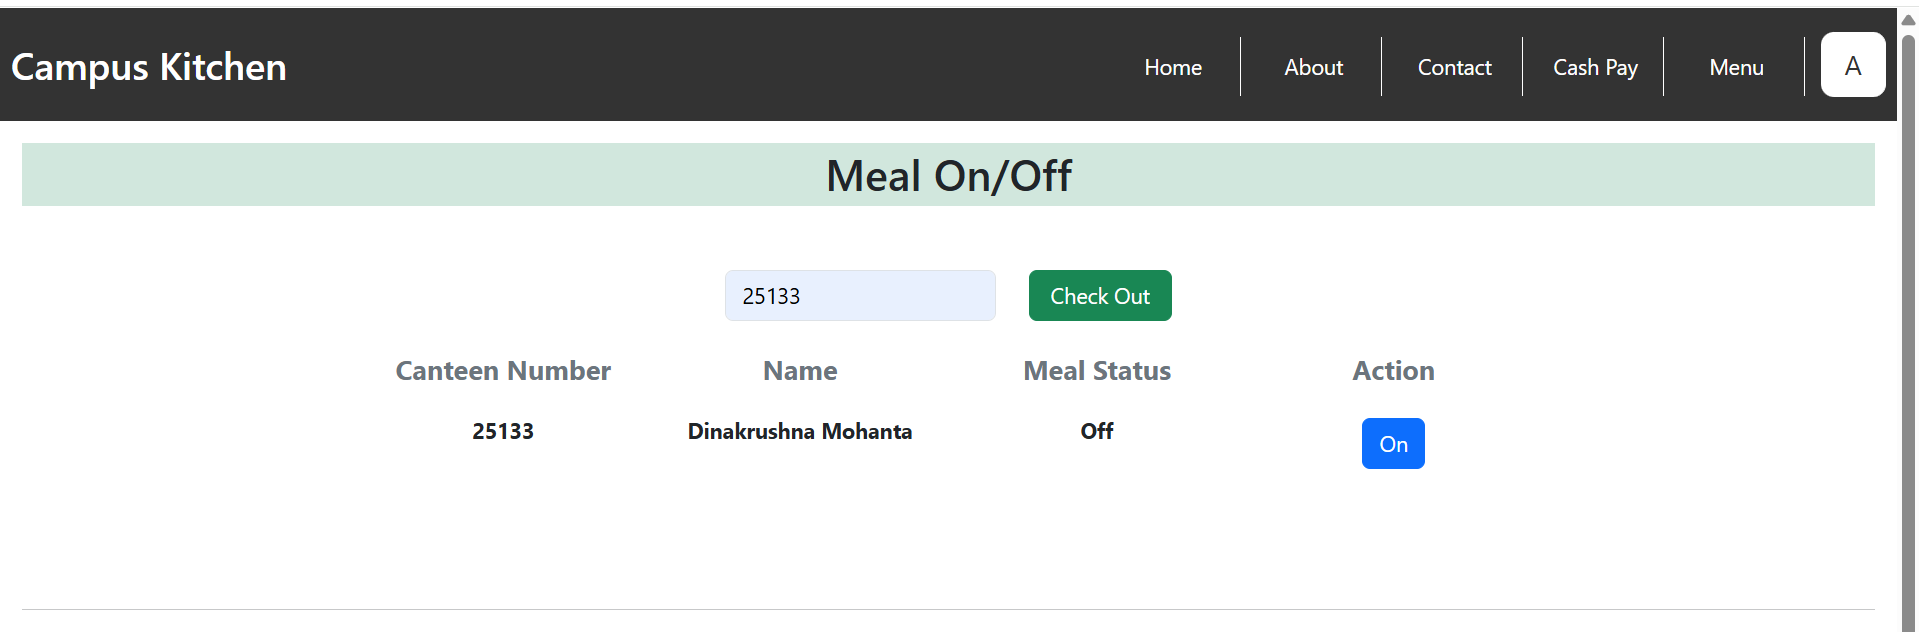 Campus Kitchen Home About Contact Cash Pay Menu A
Meal On/Off
25133 Check Out
Canteen Number Name Meal Status Action
25133 Dinakrushna Mohanta Off On